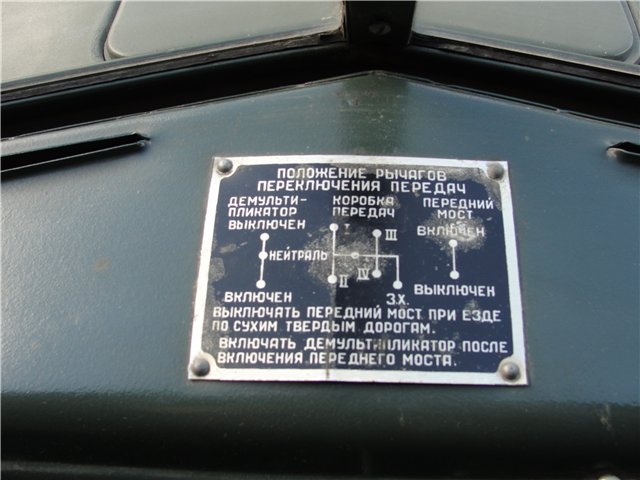 ПОЛОЖЕНИЕ РЫЧАГОВ
ПЕРЕКЛЮЧЕНИЯ ПЕРЕДАЧ
ДЕМУЛЬТИ-
ПЛИКАТОР
КОРОБКА
ПЕРЕДАЧ
ПЕРЕДНИЙ
МОСТ
ВЫКЛЮЧЕН
III
ВКЛЮЧЕН
НЕЙТРАЛЬ
II
IV
ВКЛЮЧЕН
З.Х.
ВЫКЛЮЧЕН
ВЫКЛЮЧАТЬ ПЕРЕДНИЙ МОСТ ПРИ ЕЗДЕ
ПО СУХИМ ТВЕРДЫМ ДОРОГАМ.
ВКЛЮЧАТЬ ДЕМУЛЬТИПЛИКАТОР ПОСЛЕ
ВКЛЮЧЕНИЯ ПЕРЕДНЕГО МОСТА.